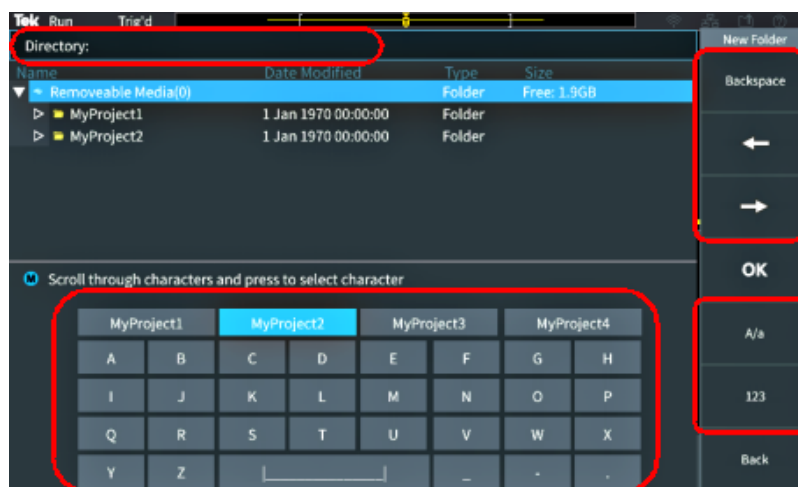 Tek Run Trig'd
Directory:
New Folder
Name Date Modified Type Size
Removeable Media(0) Folder Free: 1.9GB
MyProject1 1 Jan 1970 00:00:00 Folder
MyProject2 1 Jan 1970 00:00:00 Folder
Backspace
OK
A/a
123
Back
M Scroll through characters and press to select character
MyProject1 MyProject2 MyProject3 MyProject4
A B C D E F G H
I J K L M N O P
Q R S T U V W X
Y Z _ - .